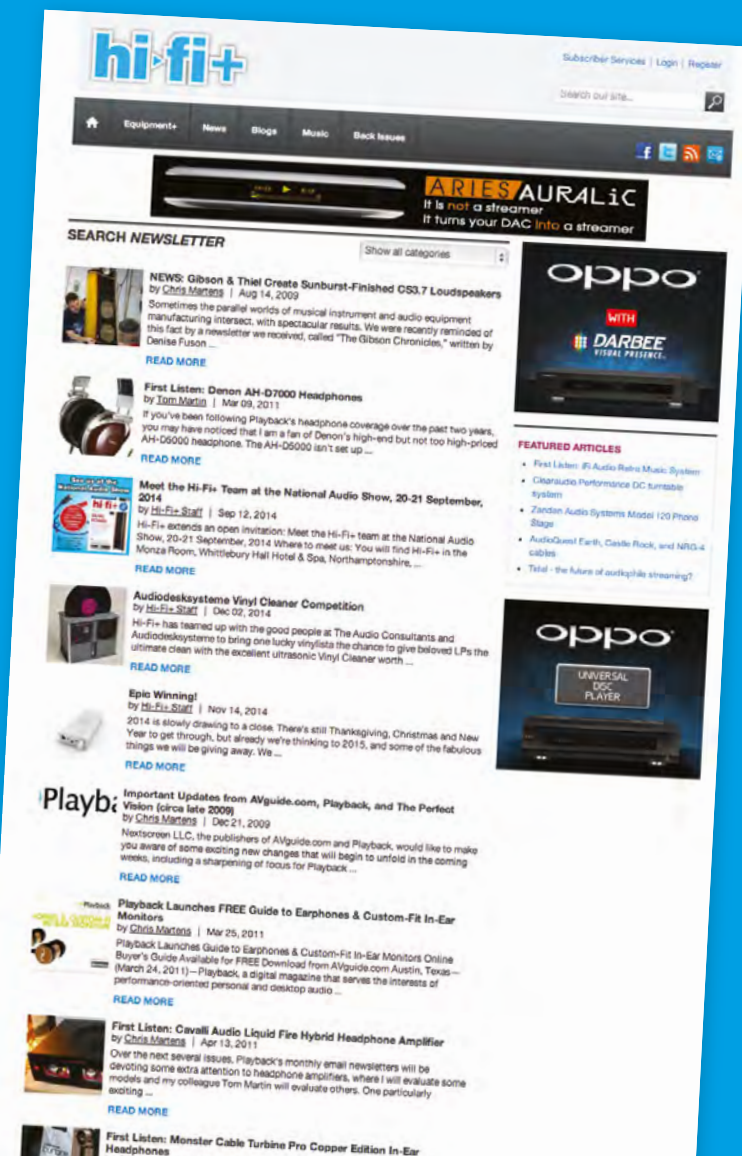 hi-fi+
Subscriber Services | Login | Register
Search our site...
Equipment+ News Blogs Music Back Issues
ARIES AURALiC
It is not a streamer
It turns your DAC into a streamer
SEARCH NEWSLETTER
Show all categories
NEWS: Gibson & Thiel Create Sunburst-Finished CS3.7 Loudspeakers
by Chris Martens | Aug 14, 2009
Sometimes the parallel worlds of musical instrument and audio equipment
manufacturing intersect, with spectacular results. We were recently reminded of
this fact by a newsletter we received, called "The Gibson Chronicles," written by
Denise Fuson ...
READ MORE
First Listen: Denon AH-D7000 Headphones
by Tom Martin | Mar 09, 2011
If you've been following Playback's headphone coverage over the past two years,
you may have noticed that I am a fan of Denon's high-end but not too high-priced
AH-D5000 headphone. The AH-D5000 isn't set up ...
READ MORE
See us at the
National Audio Show
hi-fi+
Meet the Hi-Fi+ Team at the National Audio Show, 20-21 September,
2014
by Hi-Fi+ Staff | Sep 12, 2014
Hi-Fi+ extends an open invitation: Meet the Hi-Fi+ team at the National Audio
Show, 20-21 September, 2014 Where to meet us: You will find Hi-Fi+ in the
Monza Room, Whittlebury Hall Hotel & Spa, Northamptonshire, ...
READ MORE
Audiodesksysteme Vinyl Cleaner Competition
by Hi-Fi+ Staff | Dec 02, 2014
Hi-Fi+ has teamed up with the good people at The Audio Consultants and
Audiodesksysteme to bring one lucky vinylista the chance to give beloved LPs the
ultimate clean with the excellent ultrasonic Vinyl Cleaner worth ...
READ MORE
Epic Winning!
by Hi-Fi+ Staff | Nov 14, 2014
2014 is slowly drawing to a close. There's still Thanksgiving, Christmas and New
Year to get through, but already we're thinking to 2015, and some of the fabulous
things we will be giving away. We ...
READ MORE
Playba
Important Updates from AVguide.com, Playback, and The Perfect
Vision (circa late 2009)
by Chris Martens | Dec 21, 2009
Nextscreen LLC, the publishers of AVguide.com and Playback, would like to make
you aware of some exciting new changes that will begin to unfold in the coming
weeks, including a sharpening of focus for Playback ...
READ MORE
Playback
Playback Launches FREE Guide to Earphones & Custom-Fit In-Ear
Monitors
by Chris Martens | Mar 25, 2011
Playback Launches Guide to Earphones & Custom-Fit In-Ear Monitors Online
Buyer's Guide Available for FREE Download from AVguide.com Austin, Texas—
(March 24, 2011)—Playback, a digital magazine that serves the interests of
performance-oriented personal and desktop audio ...
READ MORE
First Listen: Cavalli Audio Liquid Fire Hybrid Headphone Amplifier
by Chris Martens | Apr 13, 2011
Over the next several issues, Playback's monthly email newsletters will be
devoting some extra attention to headphone amplifiers, where I will evaluate some
models and my colleague Tom Martin will evaluate others. One particularly
exciting ...
READ MORE
First Listen: Monster Cable Turbine Pro Copper Edition In-Ear
Headphones
OPPO
WITH
DARBEE
VISUAL PRESENCE
FEATURED ARTICLES
First Listen: iFi Audio Retro Music System
Clearaudio Performance DC turntable
system
Zandan Audio Systems Model 120 Phono
Stage
AudioQuest Earth, Castle Rock, and NRG-4
cables
Tidal - the future of audiophile streaming?
OPPO
UNIVERSAL
DISC
PLAYER